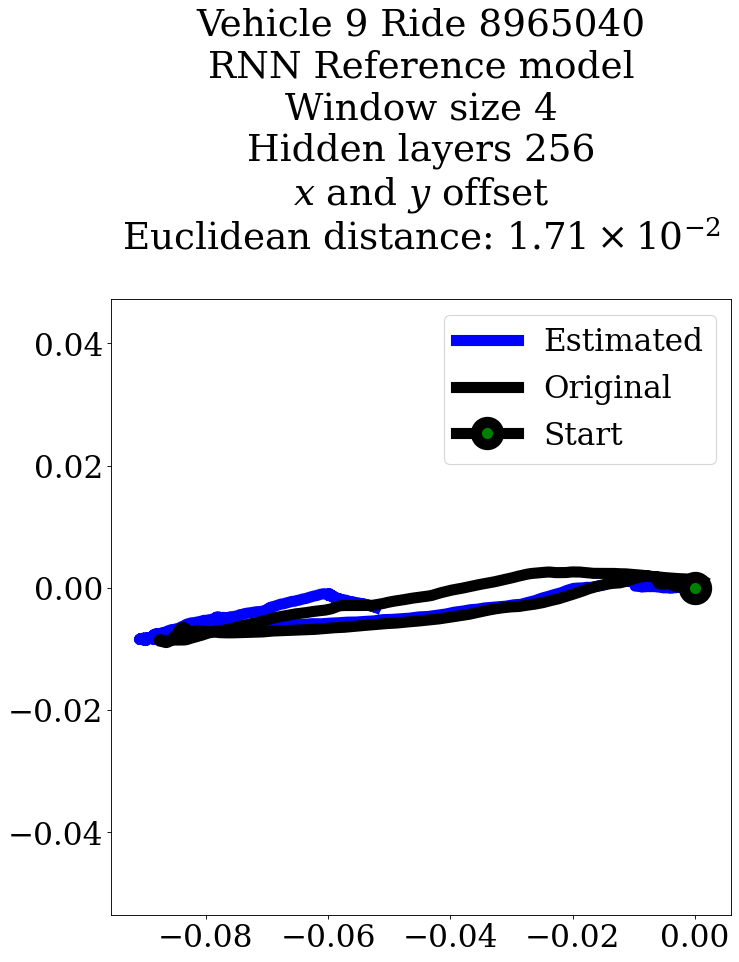 Vehicle 9 Ride 8965040
RNN Reference model
Window size 4
Hidden layers 256
x and y offset
Euclidean distance: 1.71 × 10⁻²
Estimated
Original
Start
0.04
0.02
0.00
−0.02
−0.04
−0.08
−0.06
−0.04
−0.02
0.00